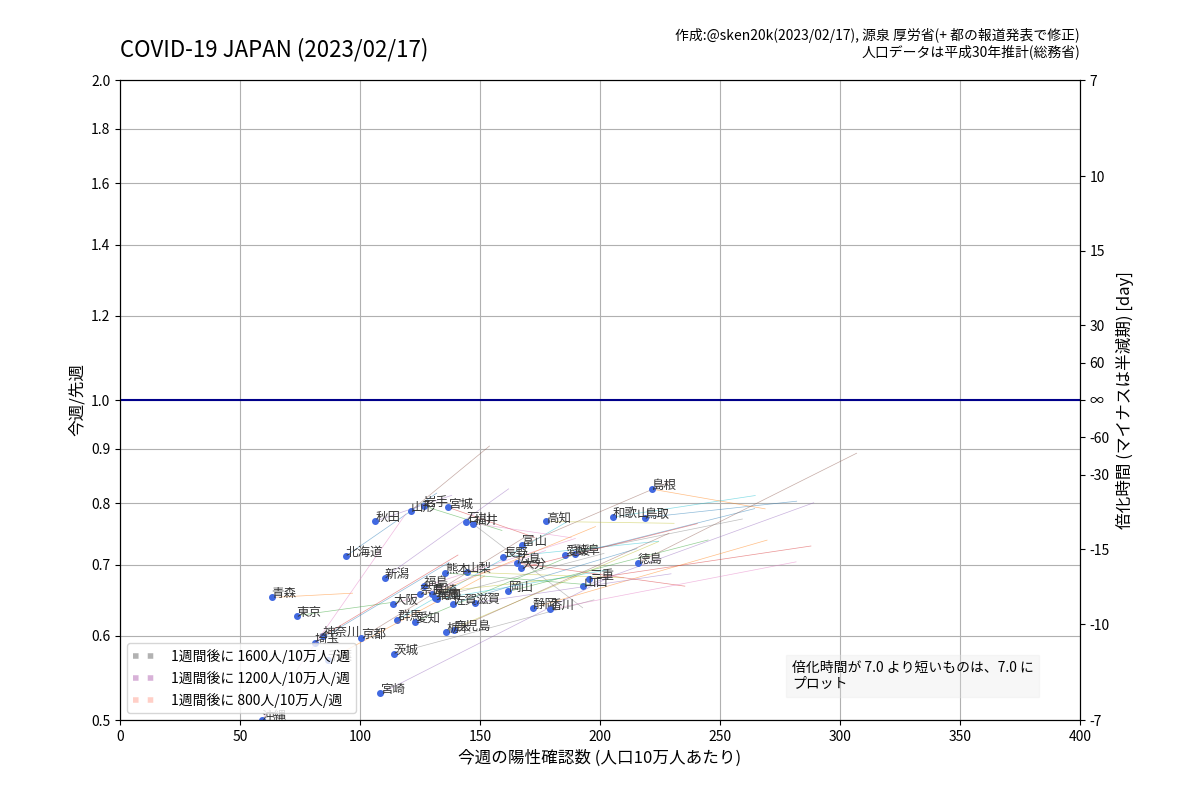 COVID-19 JAPAN (2023/02/17)
作成:@sken20k(2023/02/17), 源泉 厚労省(+ 都の報道発表で修正)
人口データは平成30年推計(総務省)
2.0
1.8
1.6
1.4
1.2
1.0
0.9
0.8
0.7
0.6
0.5
今週/先週
7
10
15
30
60
∞
-60
-30
-15
-10
-7
倍化時間 (マイナスは半減期) [day]
島根
岩手
宮城
山形
秋田
福井
高知
和歌山
鳥取
富山
北海道
長野
愛媛
岐阜
広島
大分
徳島
新潟
熊本
山梨
三重
山口
福島
岡山
青森
大阪
佐賀
滋賀
静岡
香川
東京
群馬
愛知
神奈川
京都
鹿児島
埼玉
茨城
宮崎
沖縄
1週間後に 1600人/10万人/週
1週間後に 1200人/10万人/週
1週間後に 800人/10万人/週
倍化時間が 7.0 より短いものは、7.0 に
プロット
0
50
100
150
200
250
300
350
400
今週の陽性確認数 (人口10万人あたり)